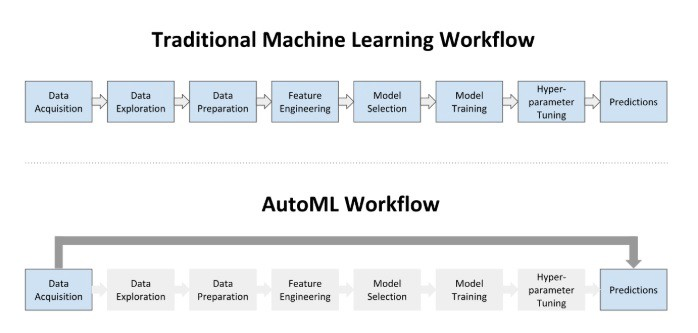 Traditional Machine Learning Workflow
Data
Acquisition
Data
Exploration
Data
Preparation
Feature
Engineering
Model
Selection
Model
Training
Hyper-
parameter
Tuning
Predictions
AutoML Workflow
Data
Acquisition
Data
Exploration
Data
Preparation
Feature
Engineering
Model
Selection
Model
Training
Hyper-
parameter
Tuning
Predictions